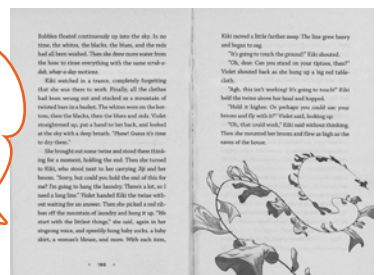 Bubbles floated continuously up into the sky. In no
time, the whites, the blacks, the blues, and the reds
had all been washed. Then she drew more water from
the hose to rinse everything with the same scrub-a-
dub, whop-a-dop motions.
Kiki watched in a trance, completely forgetting
that she was there to work. Finally, all the clothes
had been wrung out and stacked on a mountain of
twisted bars in a basket. The whites were on the bot-
tom, then the blacks, then the blues and reds. Violet
straightened up, put a hand to her back, and looked
at the sky with a deep breath. "Phew! Guess it's time
to dry them."
She brought out some twine and stood there think-
ing for a moment, holding the end. Then she turned
to Kiki, who stood next to her carrying Jiji and her
broom. "Sorry, but could you hold the end of this for
me? I'm going to hang the laundry. There's a lot, so I
need a long line." Violet handed Kiki the twine with-
out waiting for an answer. Then she picked a red rib-
bon off the mountain of laundry and hung it up. "We
start with the littlest things," she said, again in her
singsong voice, and speedily hung baby socks, a baby
shirt, a woman's blouse, and more. With each item,
188
Kiki moved a little farther away. The line grew heavy
and began to sag.
"It's going to touch the ground!" Kiki shouted.
"Oh, dear. Can you stand on your tiptoes, then?"
Violet shouted back as she hung up a big red table-
cloth.
"Agh, this isn't working! It's going to touch!" Kiki
held the twine above her head and hopped.
"Hold it higher. Or perhaps you could use your
broom and fly with it?" Violet said, looking up.
"Oh, that could work," Kiki said without thinking.
Then she mounted her broom and flew as high as the
eaves of the house.